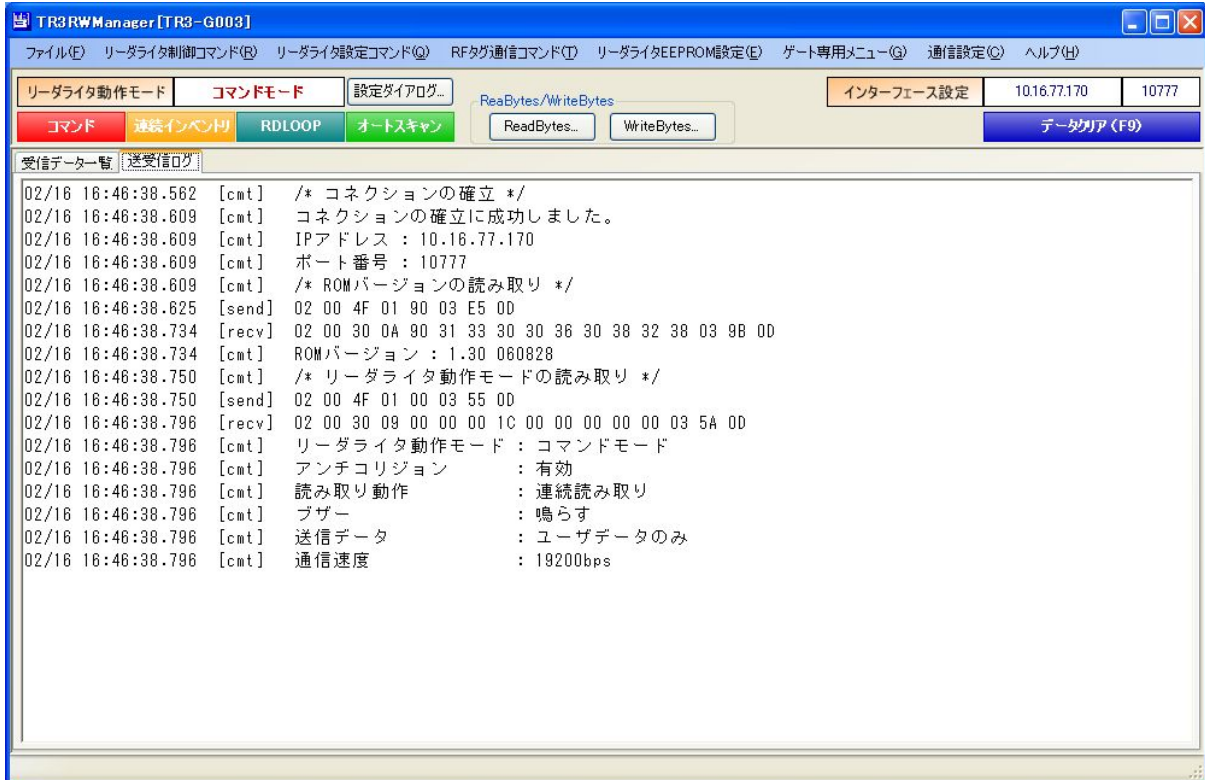 TR3RWManager[TR3-G003]
ファイル(F) リーダライタ制御コマンド(R) リーダライタ設定コマンド(Q) RFタグ通信コマンド(T) リーダライタEEPROM設定(E) ゲート専用メニュー(G) 通信設定(C) ヘルプ(H)
リーダライタ動作モード コマンドモード 設定ダイアログ... ReaBytes/WriteBytes インターフェース設定 10.16.77.170 10777
コマンド 連続インベントリ RDLOOP オートスキャン ReadBytes... WriteBytes... データクリア(F9)
受信データ一覧 送受信ログ
02/16 16:46:38.562 [cmt] /* コネクションの確立 */
02/16 16:46:38.609 [cmt] コネクションの確立に成功しました。
02/16 16:46:38.609 [cmt] IPアドレス : 10.16.77.170
02/16 16:46:38.609 [cmt] ポート番号 : 10777
02/16 16:46:38.609 [cmt] /* ROMバージョンの読み取り */
02/16 16:46:38.625 [send] 02 00 4F 01 90 03 E5 0D
02/16 16:46:38.734 [recv] 02 00 30 0A 90 31 33 30 30 36 30 38 32 38 03 9B 0D
02/16 16:46:38.734 [cmt] ROMバージョン : 1.30 060828
02/16 16:46:38.750 [cmt] /* リーダライタ動作モードの読み取り */
02/16 16:46:38.750 [send] 02 00 4F 01 00 03 55 0D
02/16 16:46:38.796 [recv] 02 00 30 09 00 00 00 1C 00 00 00 00 00 03 5A 0D
02/16 16:46:38.796 [cmt] リーダライタ動作モード : コマンドモード
02/16 16:46:38.796 [cmt] アンチコリジョン : 有効
02/16 16:46:38.796 [cmt] 読み取り動作 : 連続読み取り
02/16 16:46:38.796 [cmt] ブザー : 鳴らす
02/16 16:46:38.796 [cmt] 送信データ : ユーザデータのみ
02/16 16:46:38.796 [cmt] 通信速度 : 19200bps